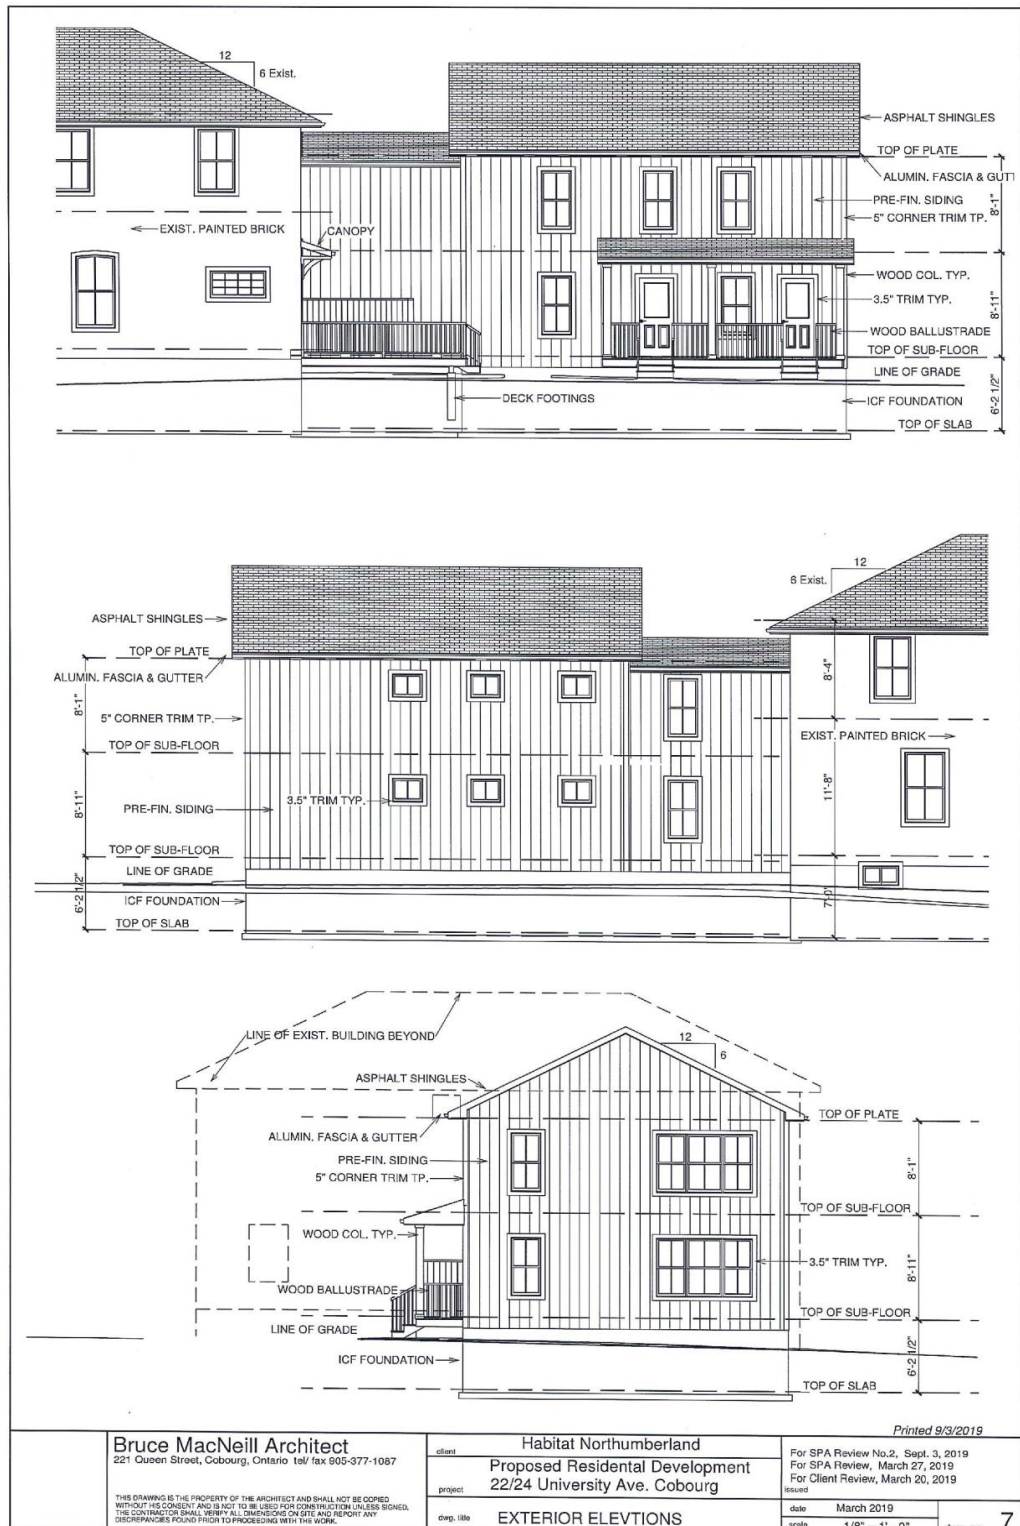 12
6 Exist.
ASPHALT SHINGLES
TOP OF PLATE
ALUMIN. FASCIA & GUTT
PRE-FIN. SIDING
5" CORNER TRIM TP.
8'-1"
EXIST. PAINTED BRICK
CANOPY
WOOD COL. TYP.
3.5" TRIM TYP.
8'-11"
WOOD BALLUSTRADE
TOP OF SUB-FLOOR
LINE OF GRADE
DECK FOOTINGS
ICF FOUNDATION
6'-2 1/2"
TOP OF SLAB
12
6 Exist.
ASPHALT SHINGLES
TOP OF PLATE
ALUMIN. FASCIA & GUTTER
8'-1"
8'-4"
5" CORNER TRIM TP.
EXIST. PAINTED BRICK
TOP OF SUB-FLOOR
3.5" TRIM TYP.
PRE-FIN. SIDING
8'-11"
11'-8"
TOP OF SUB-FLOOR
LINE OF GRADE
6'-2 1/2"
ICF FOUNDATION
7'-0"
TOP OF SLAB
LINE OF EXIST. BUILDING BEYOND
12
6
ASPHALT SHINGLES
TOP OF PLATE
ALUMIN. FASCIA & GUTTER
PRE-FIN. SIDING
5" CORNER TRIM TP.
8'-1"
TOP OF SUB-FLOOR
WOOD COL. TYP.
3.5" TRIM TYP.
8'-11"
WOOD BALLUSTRADE
TOP OF SUB-FLOOR
LINE OF GRADE
ICF FOUNDATION
6'-2 1/2"
TOP OF SLAB
Printed 9/3/2019
Bruce MacNeill Architect
221 Queen Street, Cobourg, Ontario tel/ fax 905-377-1087
THIS DRAWING IS THE PROPERTY OF THE ARCHITECT AND SHALL NOT BE COPIED
WITHOUT HIS CONSENT AND IS NOT TO BE USED FOR CONSTRUCTION UNLESS SIGNED.
THE CONTRACTOR SHALL VERIFY ALL DIMENSIONS ON SITE AND REPORT ANY
DISCREPANCIES FOUND PRIOR TO PROCEEDING WITH THE WORK.
client Habitat Northumberland
Proposed Residental Development
project 22/24 University Ave. Cobourg
dwg. title EXTERIOR ELEVTIONS
For SPA Review No.2, Sept. 3, 2019
For SPA Review, March 27, 2019
For Client Review, March 20, 2019
issued
date March 2019
scale 1/8" = 1'- 0"
7